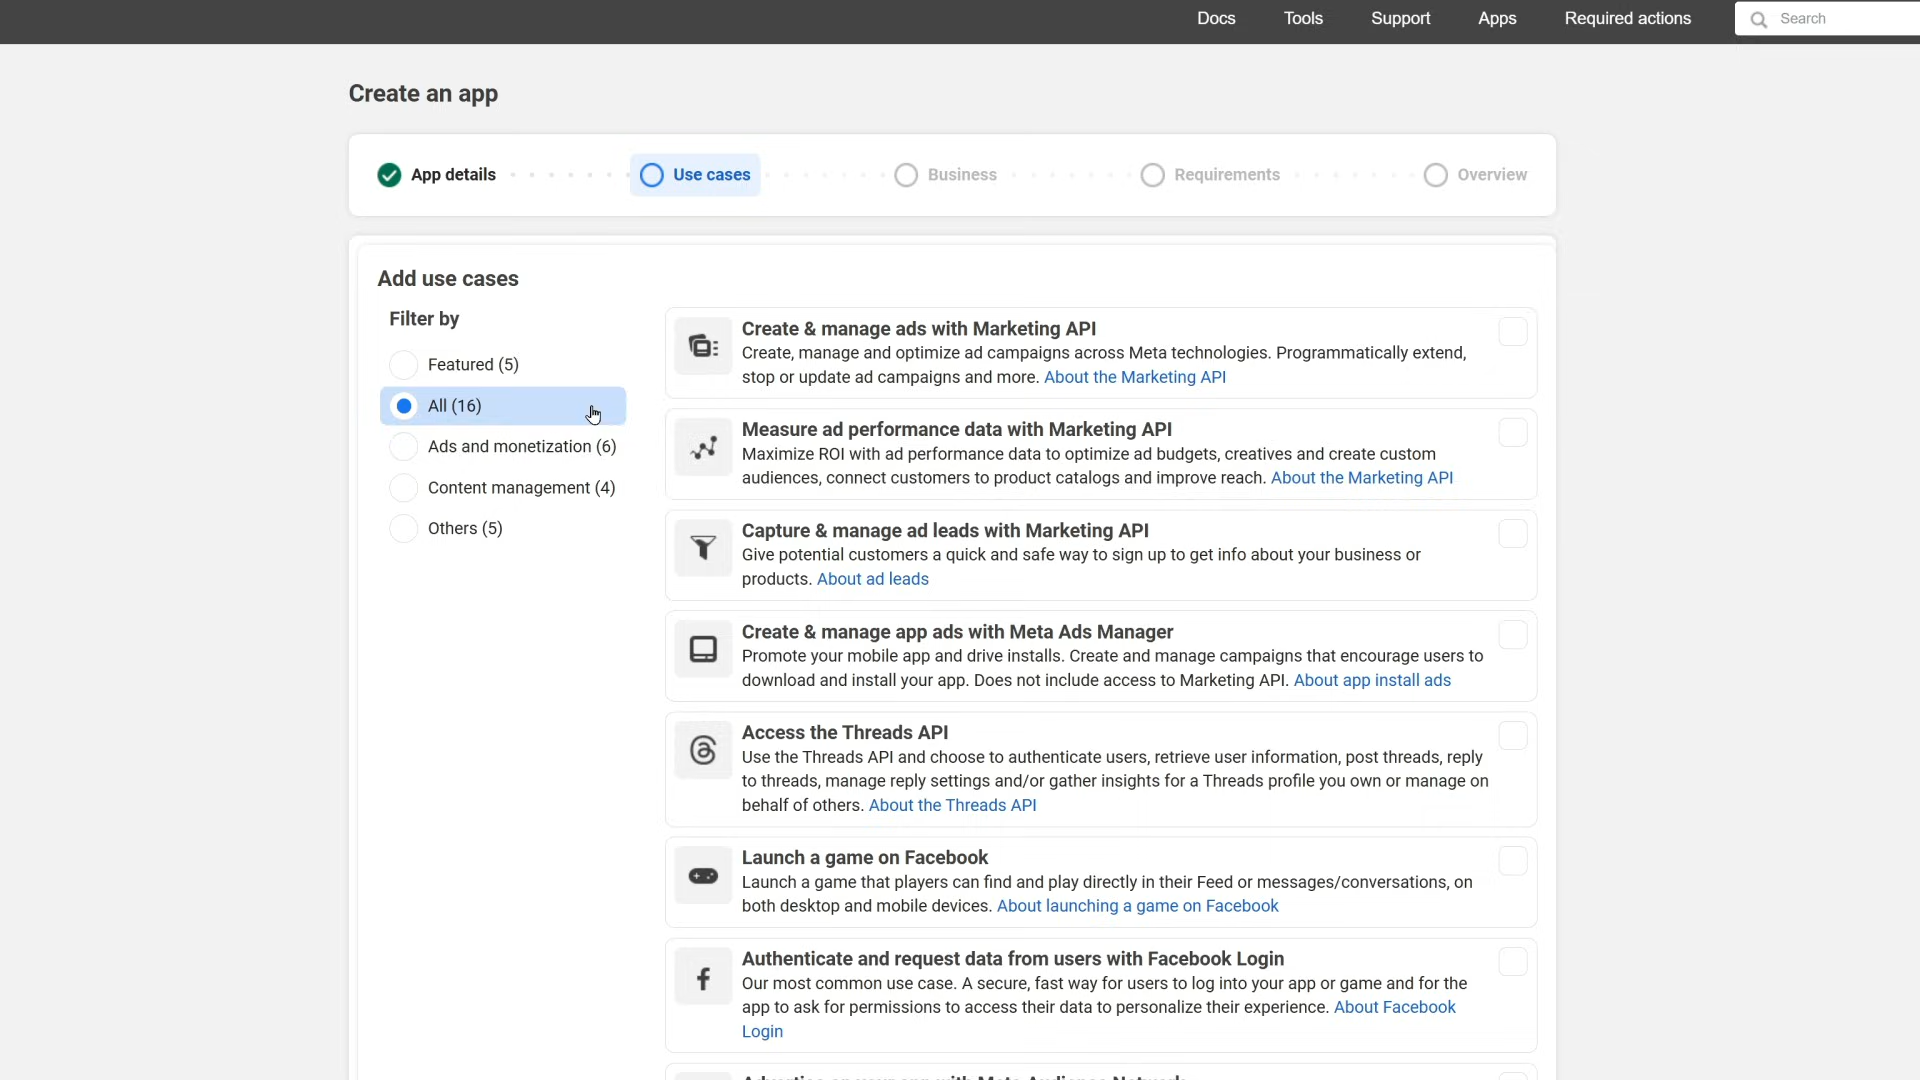 Docs
Tools
Support
Apps
Required actions
Search
Create an app
App details
Use cases
Business
Requirements
Overview
Add use cases
Filter by
Featured (5)
All (16)
Ads and monetization (6)
Content management (4)
Others (5)
Create & manage ads with Marketing API
Create, manage and optimize ad campaigns across Meta technologies. Programmatically extend,
stop or update ad campaigns and more. About the Marketing API
Measure ad performance data with Marketing API
Maximize ROI with ad performance data to optimize ad budgets, creatives and create custom
audiences, connect customers to product catalogs and improve reach. About the Marketing API
Capture & manage ad leads with Marketing API
Give potential customers a quick and safe way to sign up to get info about your business or
products. About ad leads
Create & manage app ads with Meta Ads Manager
Promote your mobile app and drive installs. Create and manage campaigns that encourage users to
download and install your app. Does not include access to Marketing API. About app install ads
Access the Threads API
Use the Threads API and choose to authenticate users, retrieve user information, post threads, reply
to threads, manage reply settings and/or gather insights for a Threads profile you own or manage on
behalf of others. About the Threads API
Launch a game on Facebook
Launch a game that players can find and play directly in their Feed or messages/conversations, on
both desktop and mobile devices. About launching a game on Facebook
Authenticate and request data from users with Facebook Login
Our most common use case. A secure, fast way for users to log into your app or game and for the
app to ask for permissions to access their data to personalize their experience. About Facebook
Login